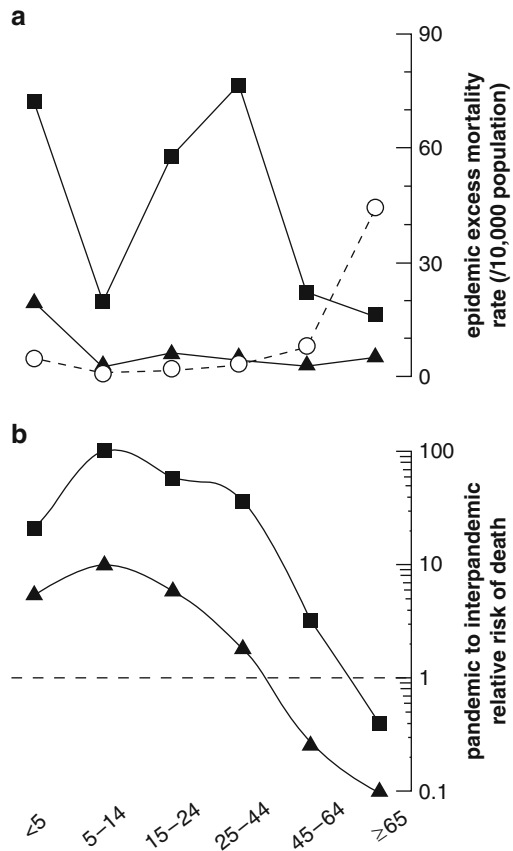 a
90
60
30
0
epidemic excess mortality
rate (/10,000 population)
b
100
10
1
0.1
pandemic to interpandemic
relative risk of death
<5
5–14
15–24
25–44
45–64
≥65